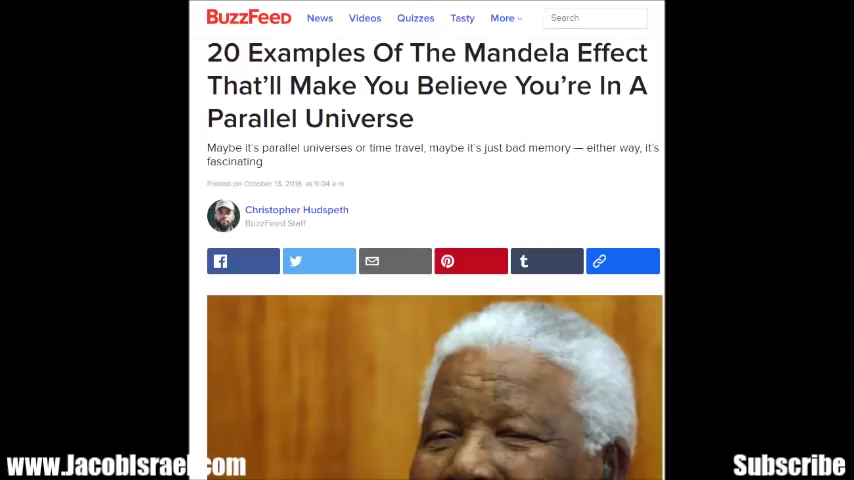 BuzzFeed News Videos Quizzes Tasty More Search
20 Examples Of The Mandela Effect
That'll Make You Believe You're In A
Parallel Universe
Maybe it's parallel universes or time travel, maybe it's just bad memory — either way, it's
fascinating
Posted on October 13, 2016, at 9:04 a.m.
Christopher Hudspeth
BuzzFeed Staff
www.JacobIsrael.com Subscribe